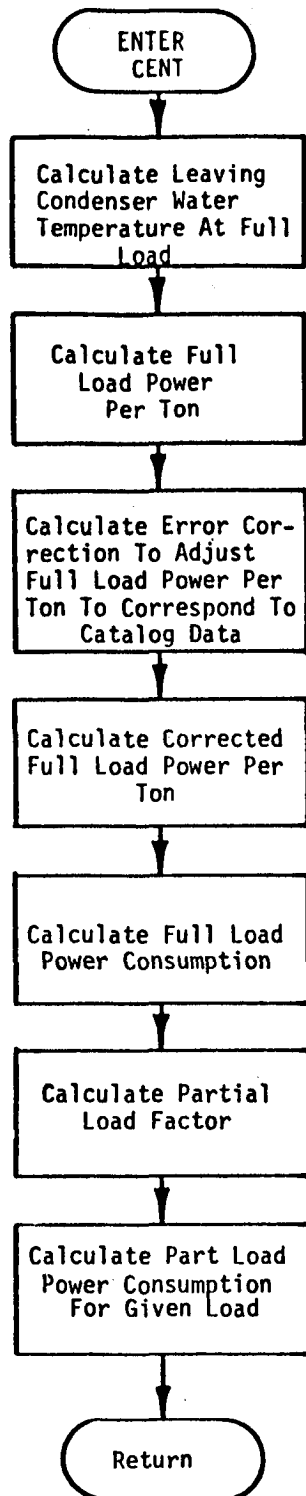 ENTER
CENT
Calculate Leaving
Condenser Water
Temperature At Full
Load
Calculate Full
Load Power
Per Ton
Calculate Error Cor-
rection To Adjust
Full Load Power Per
Ton To Correspond To
Catalog Data
Calculate Corrected
Full Load Power Per
Ton
Calculate Full Load
Power Consumption
Calculate Partial
Load Factor
Calculate Part Load
Power Consumption
For Given Load
Return